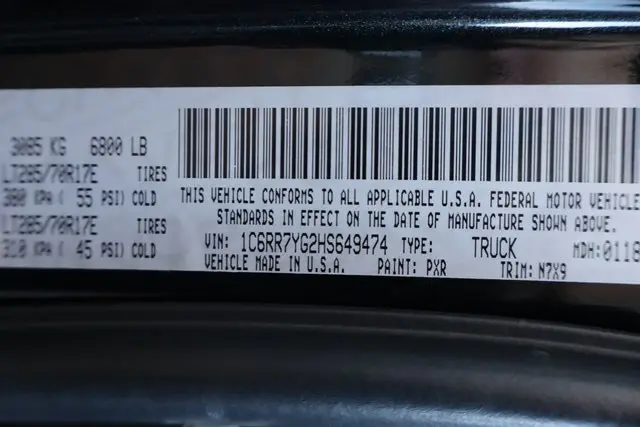 3085 KG 6800 LB
LT285/70R17E TIRES
380 KPA ( 55 PSI) COLD
LT285/70R17E TIRES
310 KPA ( 45 PSI) COLD
THIS VEHICLE CONFORMS TO ALL APPLICABLE U.S.A. FEDERAL MOTOR VEHICLE
STANDARDS IN EFFECT ON THE DATE OF MANUFACTURE SHOWN ABOVE.
VIN: 1C6RR7YG2HS649474 TYPE: TRUCK MDH:0118
VEHICLE MADE IN U.S.A. PAINT: PXR TRIM: N7X9